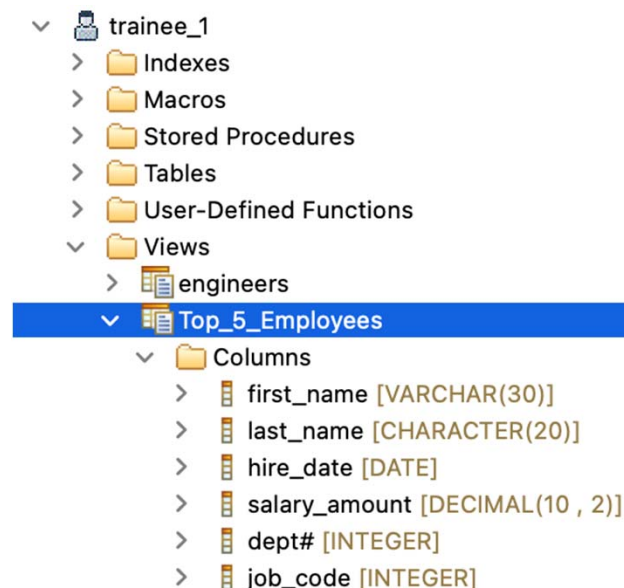 trainee_1
Indexes
Macros
Stored Procedures
Tables
User-Defined Functions
Views
engineers
Top_5_Employees
Columns
first_name [VARCHAR(30)]
last_name [CHARACTER(20)]
hire_date [DATE]
salary_amount [DECIMAL(10 , 2)]
dept# [INTEGER]
job_code [INTEGER]